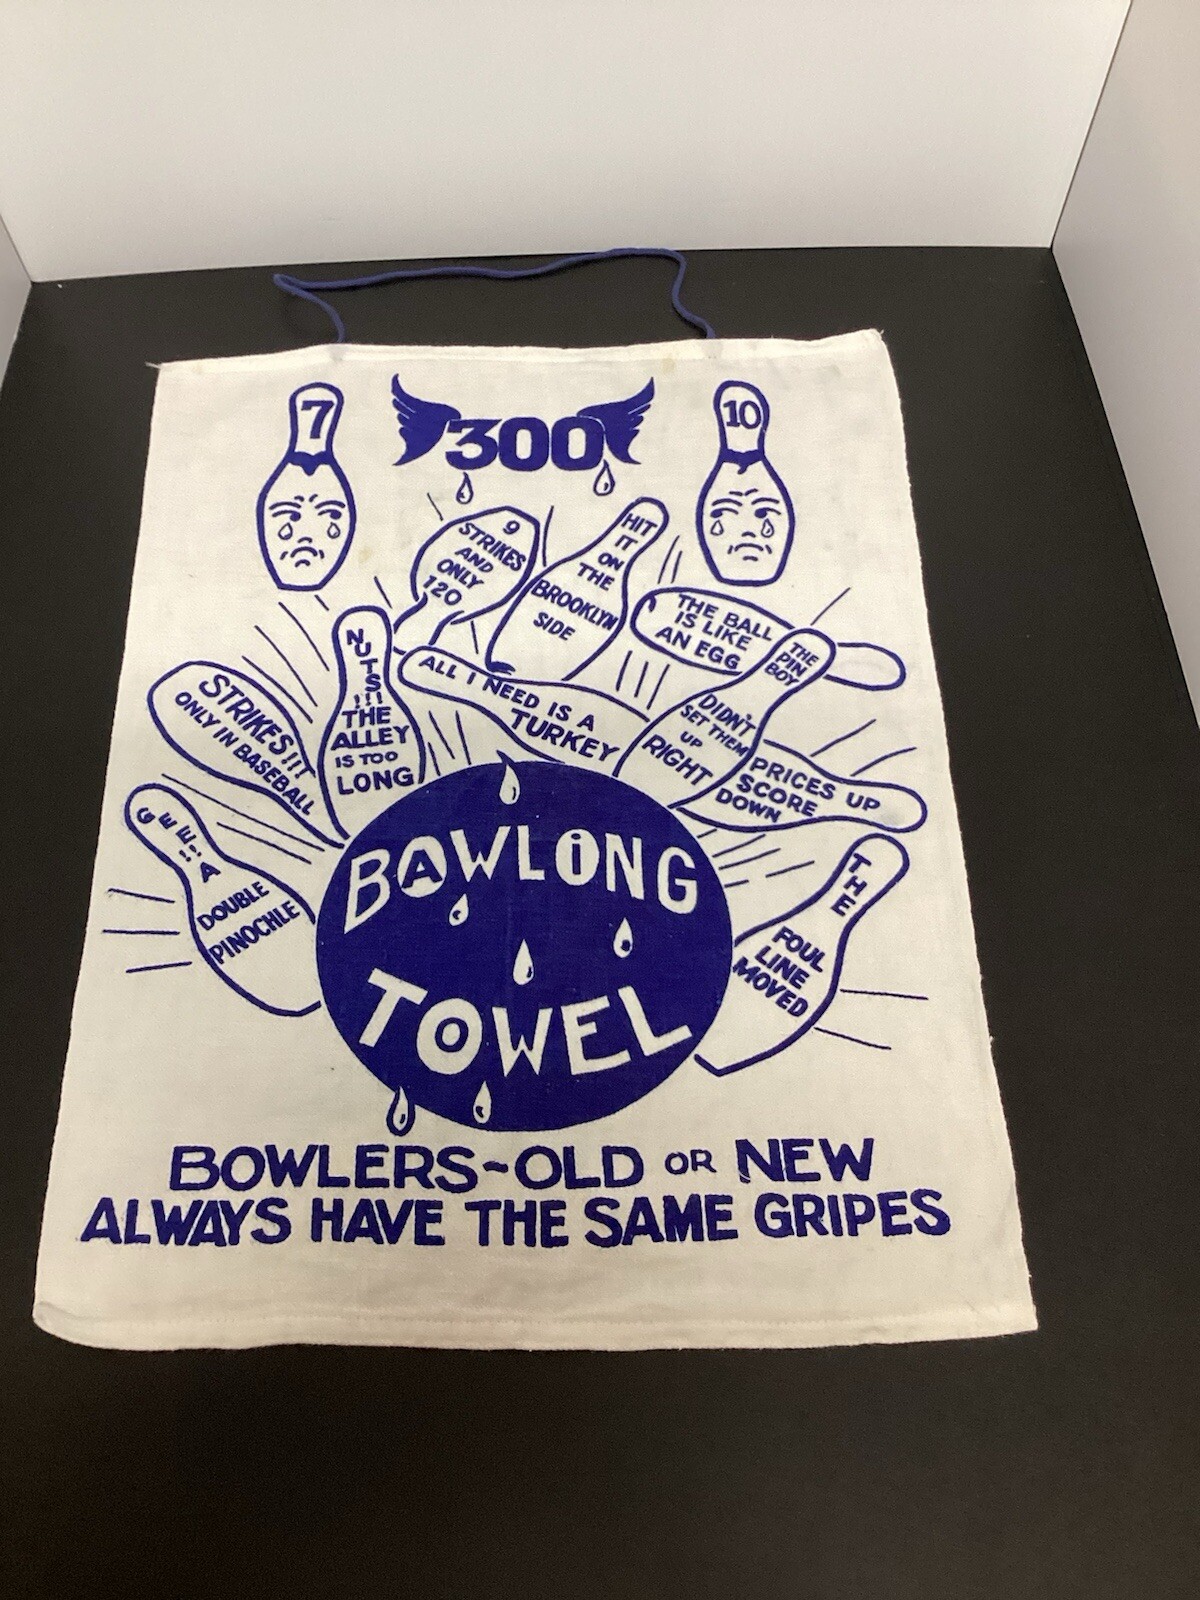 7
300
10
9
STRIKES
AND
ONLY
120
HIT
IT
ON
THE
BROOKLYN
SIDE
THE BALL
IS LIKE
AN EGG
NUTS!!!
THE
ALLEY
IS TOO
LONG
ALL I NEED IS A
TURKEY
THE
PIN
BOY
DIDN'T
SET THEM
UP
RIGHT
STRIKES!!!
ONLY IN BASEBALL
PRICES UP
SCORE
DOWN
GEE!! A
DOUBLE
PINOCHLE
THE
FOUL
LINE
MOVED
BAWLING
TOWEL
BOWLERS~OLD OR NEW
ALWAYS HAVE THE SAME GRIPES